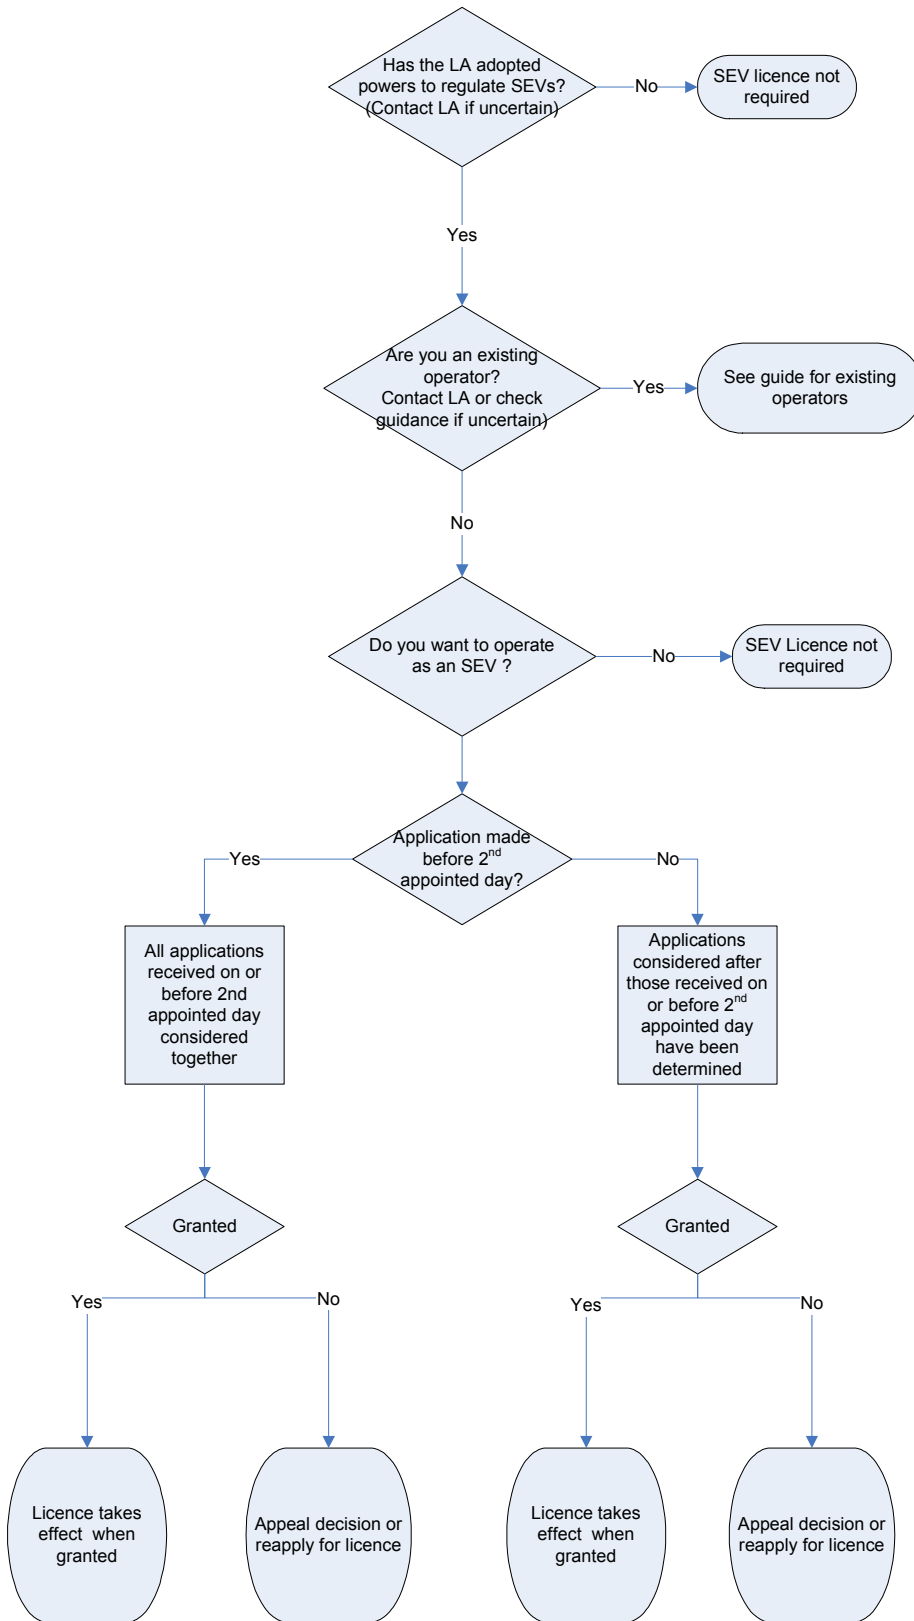 Has the LA adopted
powers to regulate SEVs?
(Contact LA if uncertain)
No
SEV licence not
required
Yes
Are you an existing
operator?
Contact LA or check
guidance if uncertain)
Yes
See guide for existing
operators
No
Do you want to operate
as an SEV ?
No
SEV Licence not
required
Application made
before 2nd
appointed day?
Yes
No
All applications
received on or
before 2nd
appointed day
considered
together
Applications
considered after
those received on
or before 2nd
appointed day
have been
determined
Granted
Granted
Yes
No
Yes
No
Licence takes
effect when
granted
Appeal decision or
reapply for licence
Licence takes
effect when
granted
Appeal decision or
reapply for licence